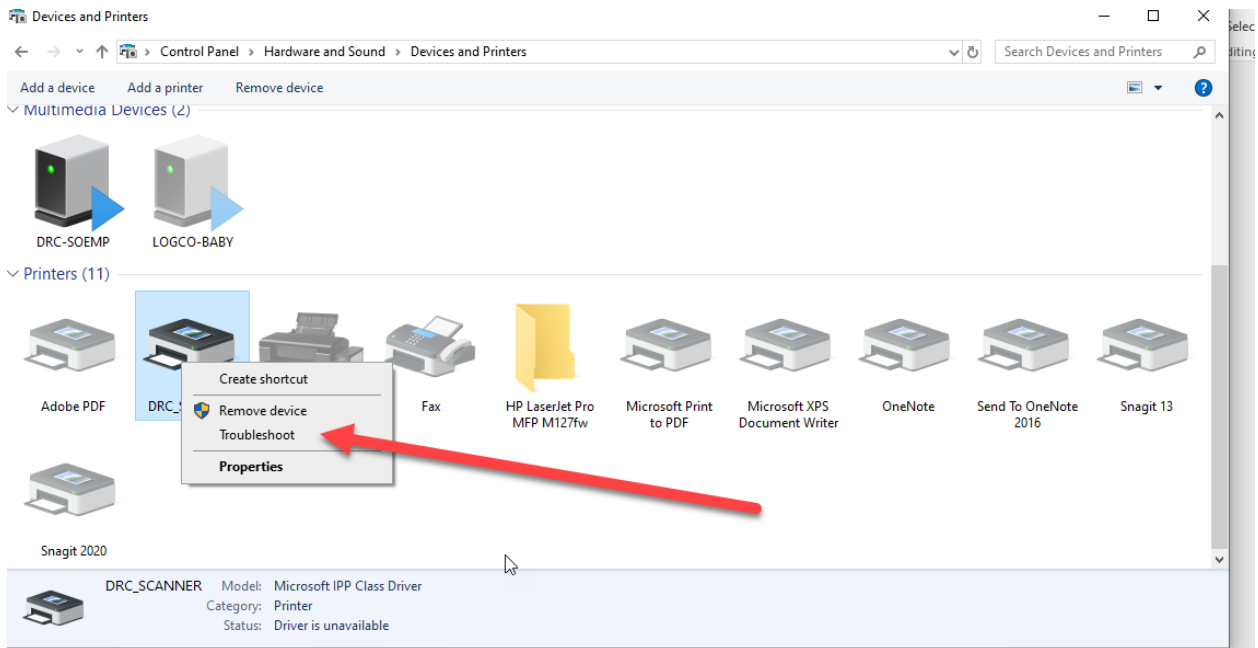 Devices and Printers
Control Panel > Hardware and Sound > Devices and Printers
Search Devices and Printers
Add a device Add a printer Remove device
Multimedia Devices (2)
DRC-SOEMP LOGCO-BABY
Printers (11)
Create shortcut
Remove device
Troubleshoot
Properties
Adobe PDF DRC_ Fax HP LaserJet Pro MFP M127fw Microsoft Print to PDF Microsoft XPS Document Writer OneNote Send To OneNote 2016 Snagit 13
Snagit 2020
DRC_SCANNER Model: Microsoft IPP Class Driver
Category: Printer
Status: Driver is unavailable